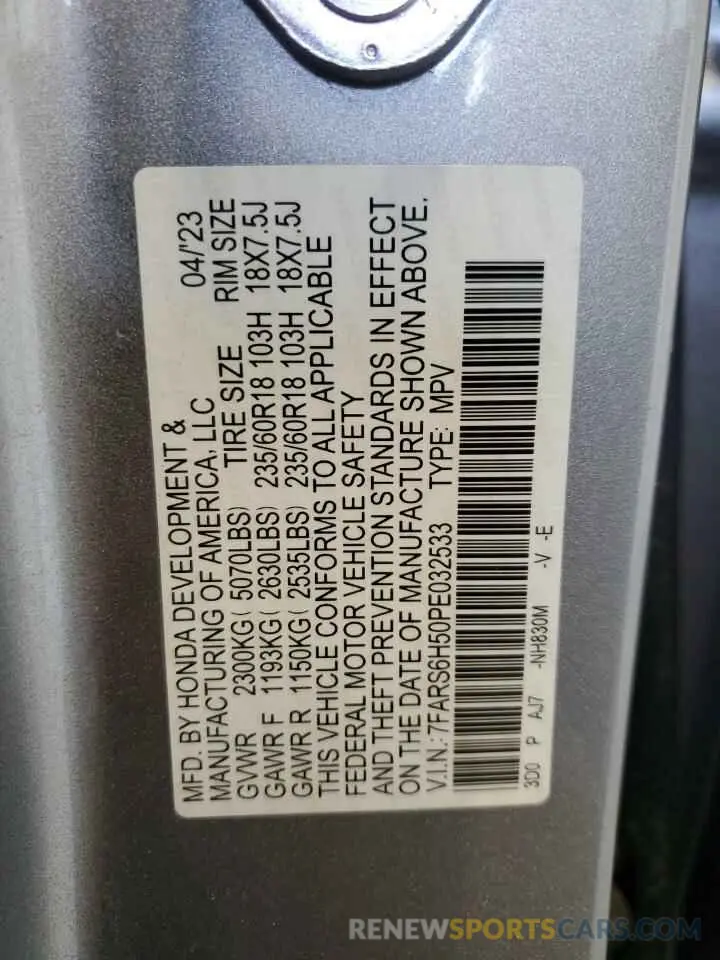 MFD. BY HONDA DEVELOPMENT & 04/'23
MANUFACTURING OF AMERICA, LLC
GVWR 2300KG( 5070LBS) TIRE SIZE RIM SIZE
GAWR F 1193KG( 2630LBS) 235/60R18 103H 18X7.5J
GAWR R 1150KG( 2535LBS) 235/60R18 103H 18X7.5J
THIS VEHICLE CONFORMS TO ALL APPLICABLE
FEDERAL MOTOR VEHICLE SAFETY
AND THEFT PREVENTION STANDARDS IN EFFECT
ON THE DATE OF MANUFACTURE SHOWN ABOVE.
V.I.N.: 7FARS6H50PE032533 TYPE: MPV
3D0 P AJ7 -NH830M -V -E
RENEWSPORTSCARS.COM